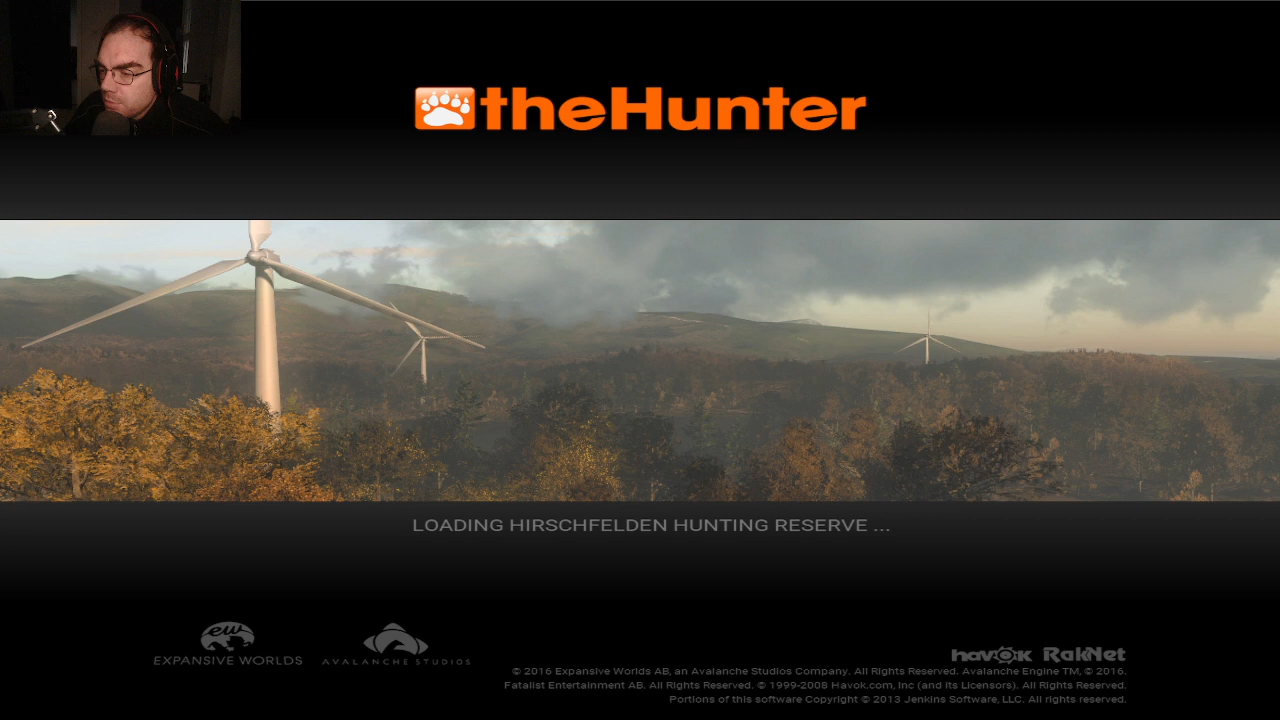 theHunter
LOADING HIRSCHFELDEN HUNTING RESERVE ...
ew
EXPANSIVE WORLDS
AVALANCHE STUDIOS
havok RakNet
© 2016 Expansive Worlds AB, an Avalanche Studios Company. All Rights Reserved. Avalanche Engine TM, © 2016.
Fatalist Entertainment AB. All Rights Reserved. © 1999-2008 Havok.com, Inc (and its Licensors). All Rights Reserved.
Portions of this software Copyright © 2013 Jenkins Software, LLC. All rights reserved.